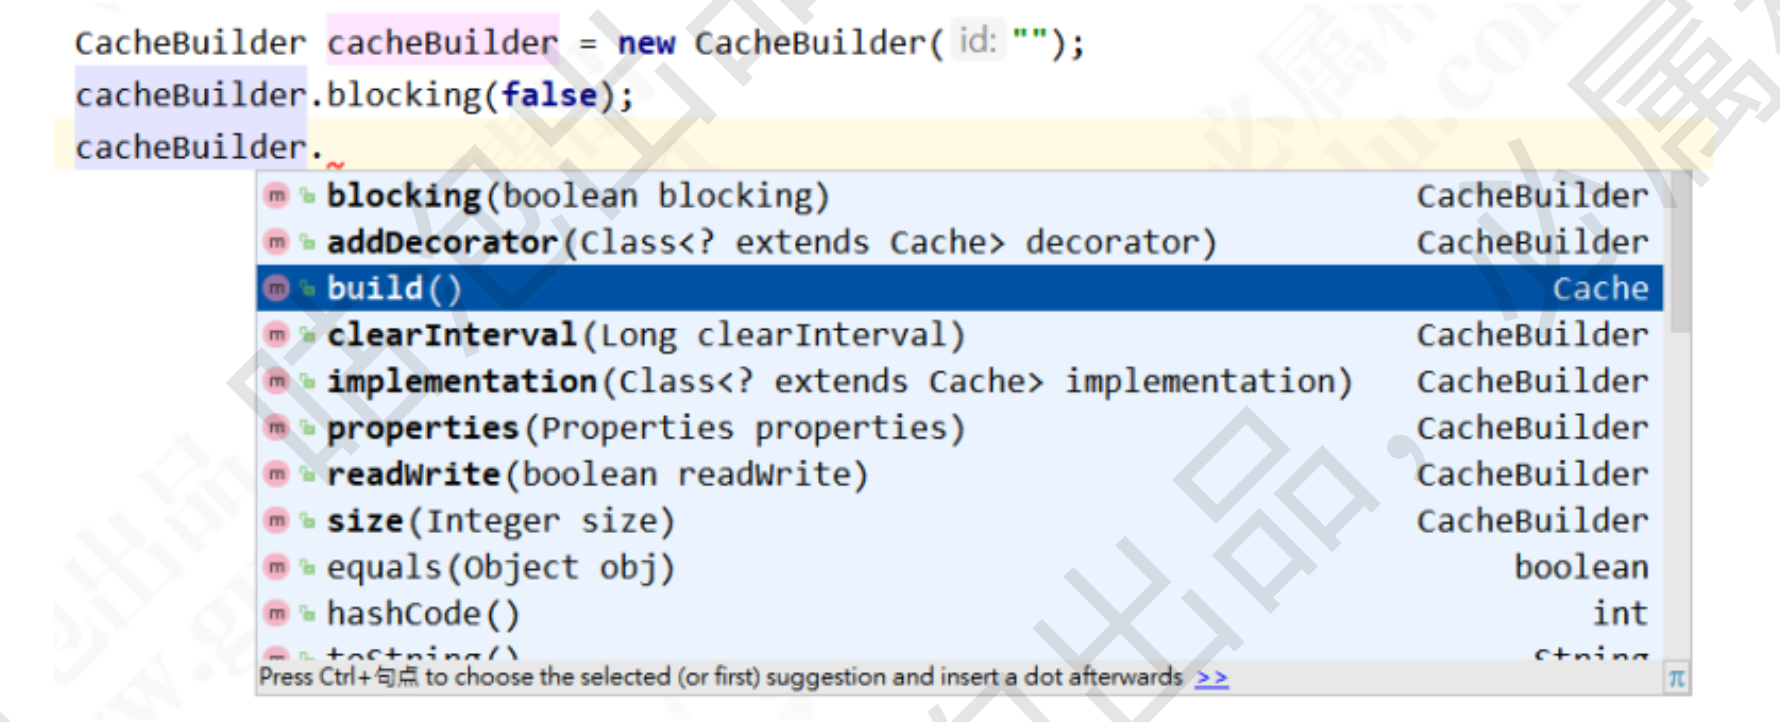 CacheBuilder cacheBuilder = new CacheBuilder( id: "");
cacheBuilder.blocking(false);
cacheBuilder.
blocking(boolean blocking) CacheBuilder
addDecorator(Class<? extends Cache> decorator) CacheBuilder
build() Cache
clearInterval(Long clearInterval) CacheBuilder
implementation(Class<? extends Cache> implementation) CacheBuilder
properties(Properties properties) CacheBuilder
readWrite(boolean readWrite) CacheBuilder
size(Integer size) CacheBuilder
equals(Object obj) boolean
hashCode() int
toString() String
Press Ctrl+句点 to choose the selected (or first) suggestion and insert a dot afterwards >> π